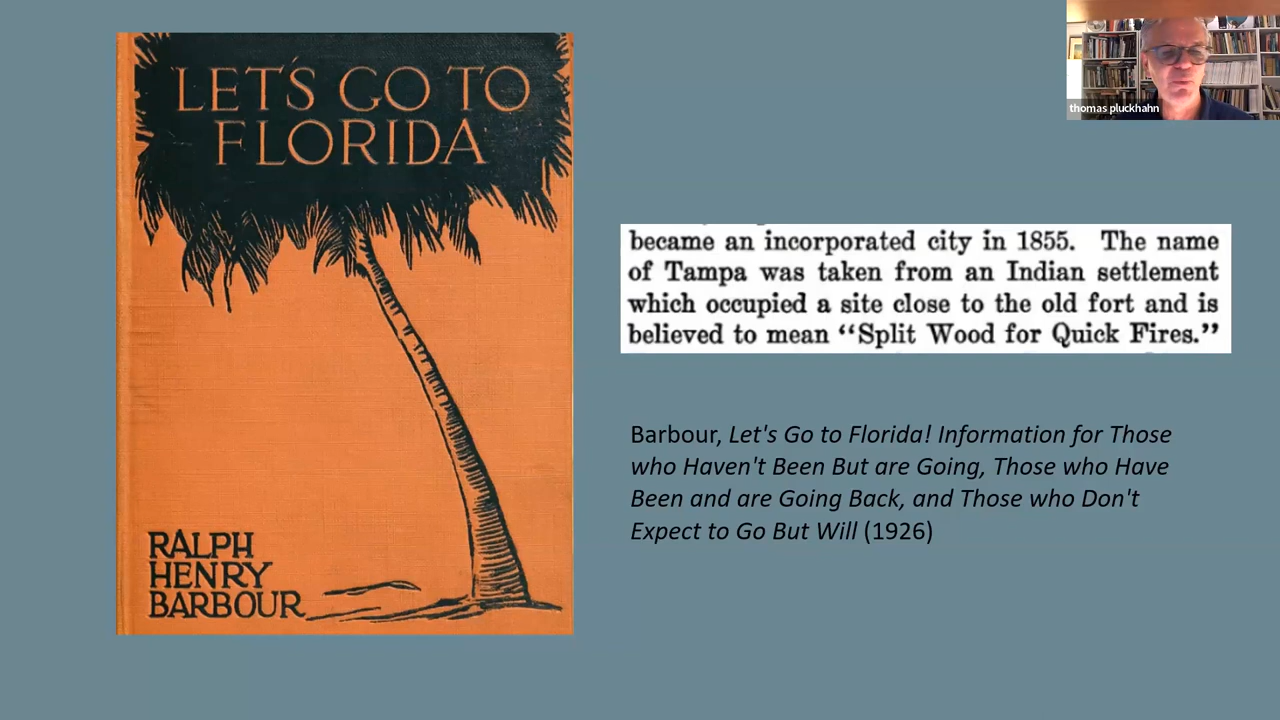 LET'S GO TO
FLORIDA
RALPH
HENRY
BARBOUR
thomas pluckhahn
became an incorporated city in 1855. The name
of Tampa was taken from an Indian settlement
which occupied a site close to the old fort and is
believed to mean “Split Wood for Quick Fires.”
Barbour, Let's Go to Florida! Information for Those
who Haven't Been But are Going, Those who Have
Been and are Going Back, and Those who Don't
Expect to Go But Will (1926)